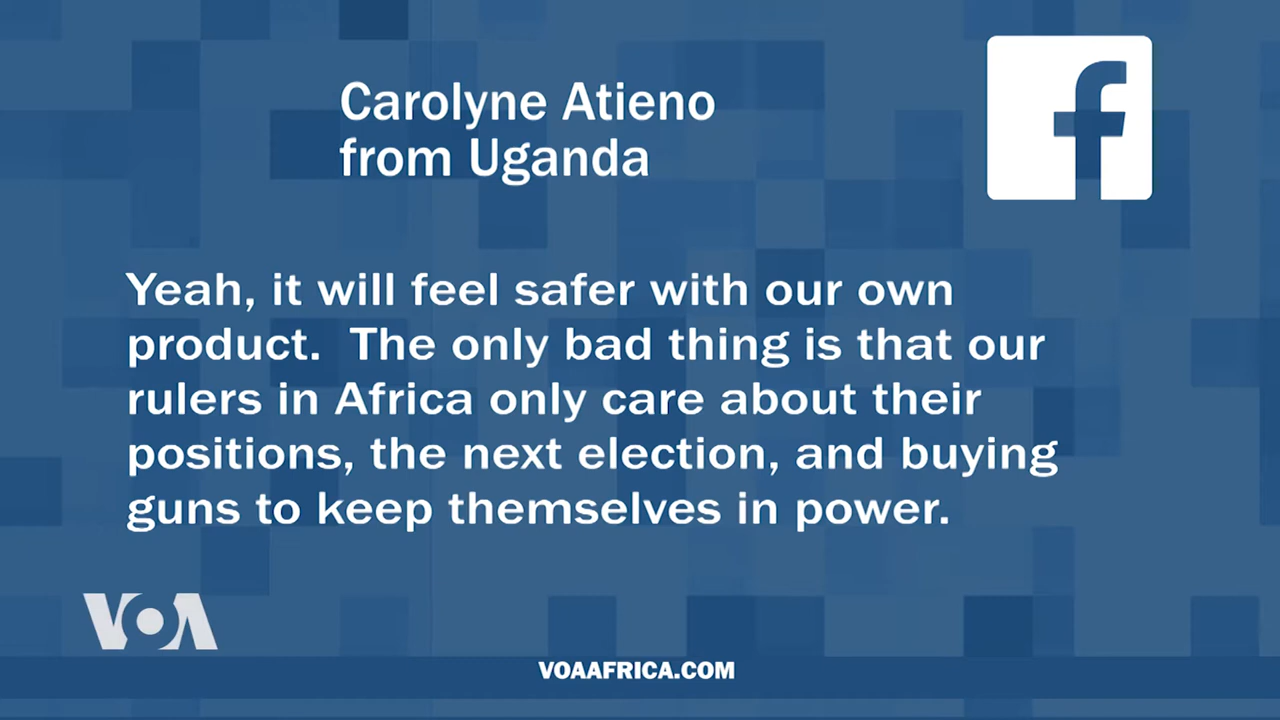 Carolyne Atieno
from Uganda
Yeah, it will feel safer with our own
product.  The only bad thing is that our
rulers in Africa only care about their
positions, the next election, and buying
guns to keep themselves in power.
VOA
VOAAFRICA.COM